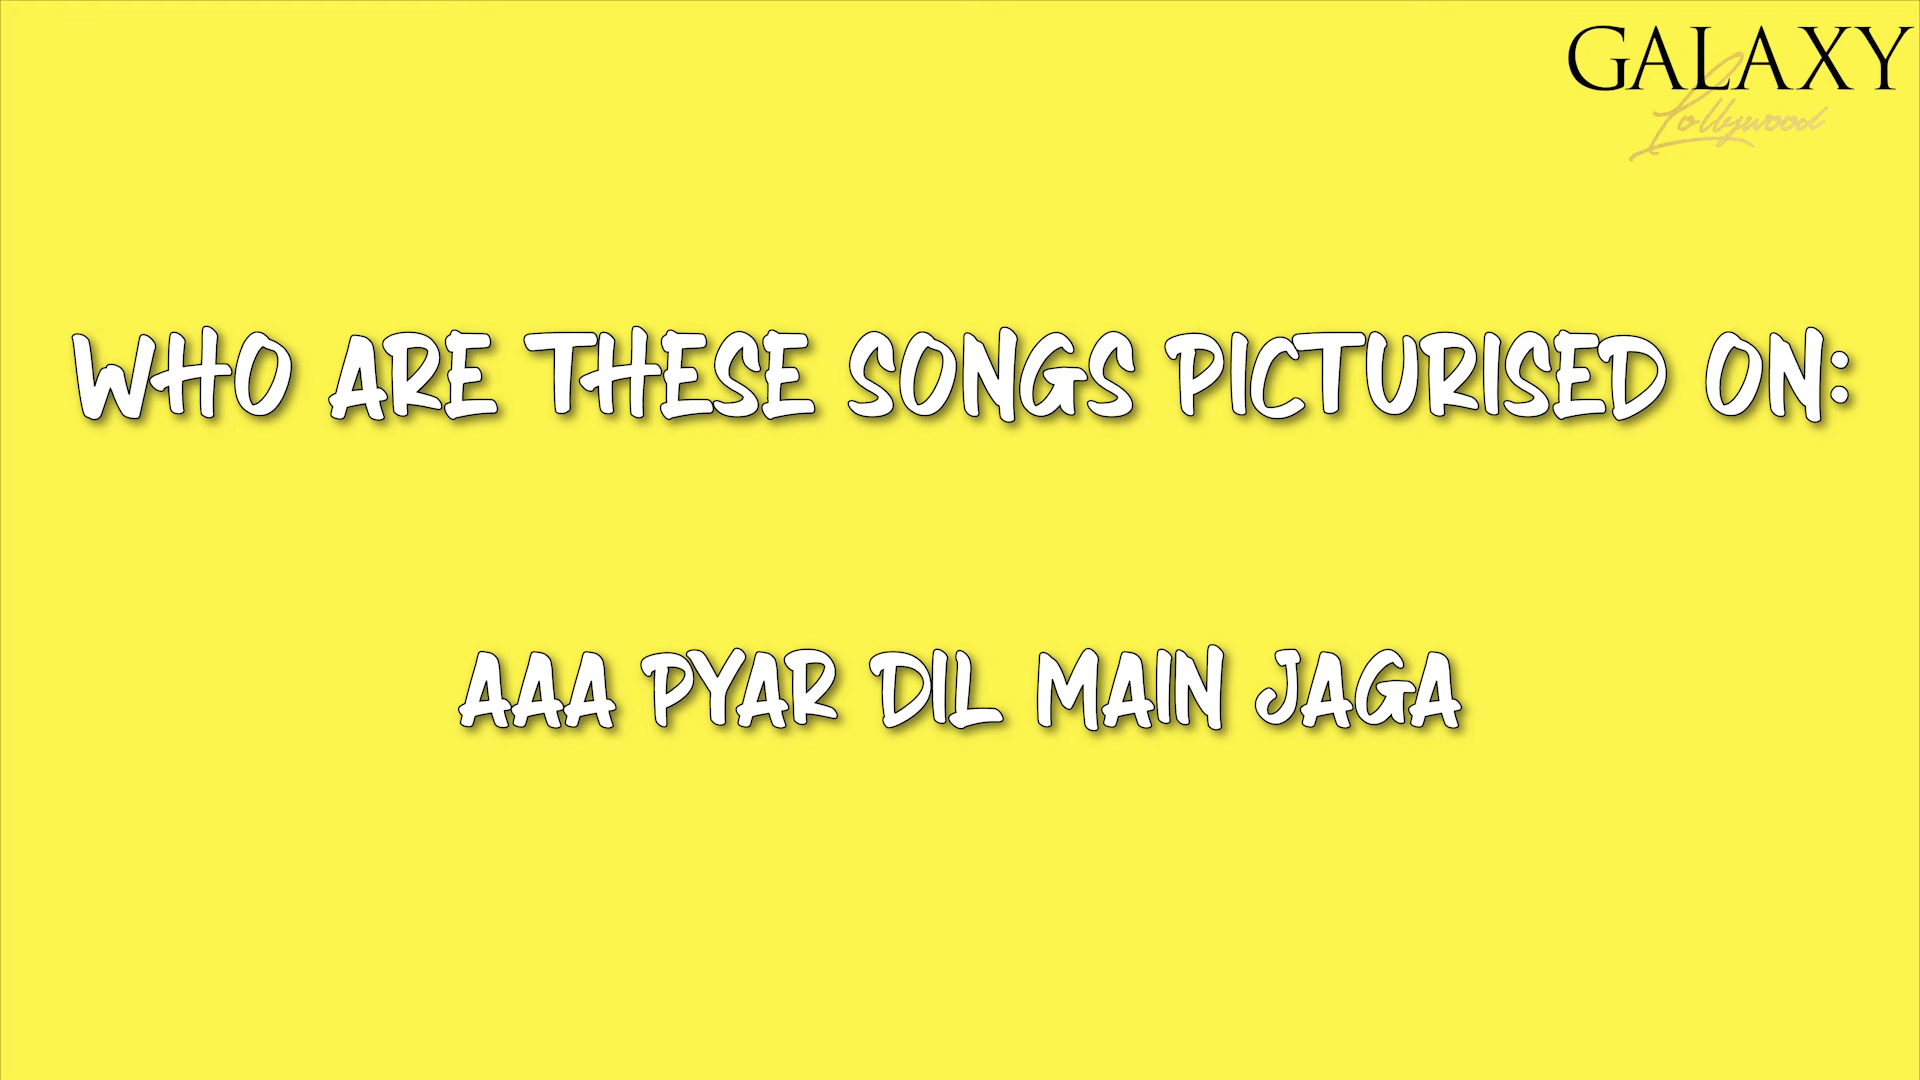 GALAXY
Lollywood
WHO ARE THESE SONGS PICTURISED ON:
AAA PYAR DIL MAIN JAGA